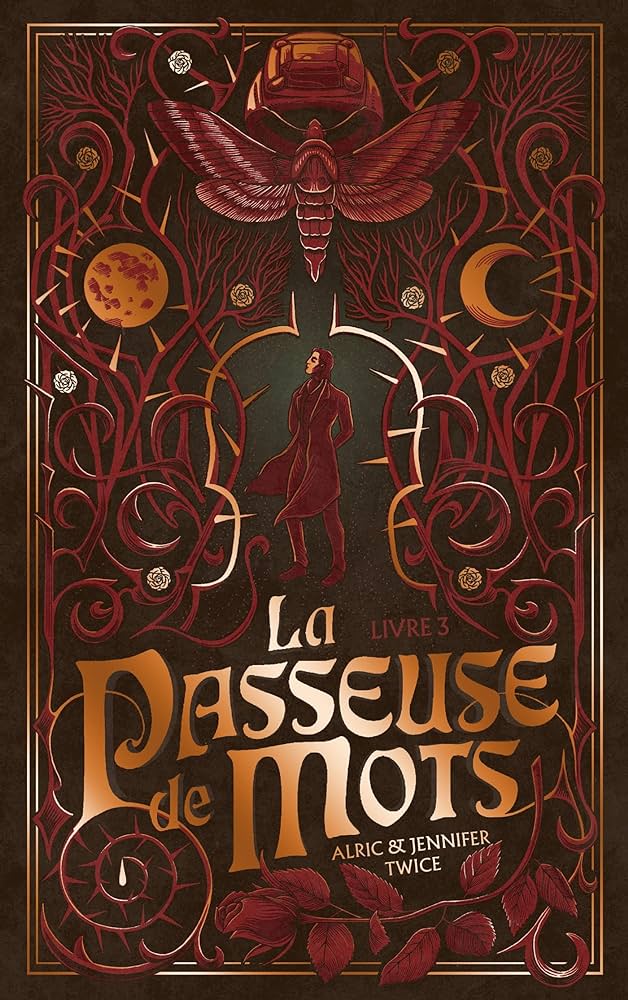 La
LIVRE 3
PASSEUSE
de MOTS
ALRIC & JENNIFER
TWICE